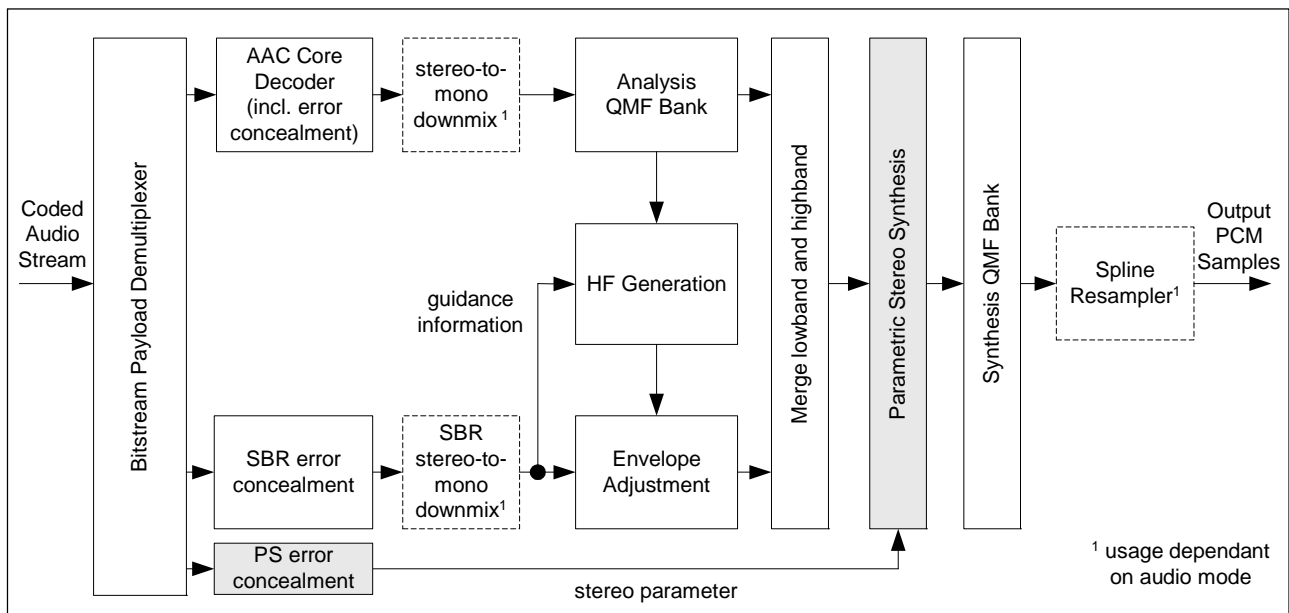 AAC Core
Decoder
(incl. error
concealment)
stereo-to-
mono
downmix 1
Analysis
QMF Bank
Coded
Audio
Stream
Bitstream Payload Demultiplexer
HF Generation
guidance
information
Merge lowband and highband
Parametric Stereo Synthesis
Synthesis QMF Bank
Spline
Resampler1
Output
PCM
Samples
SBR error
concealment
SBR
stereo-to-
mono
downmix1
Envelope
Adjustment
PS error
concealment
stereo parameter
1 usage dependant
on audio mode